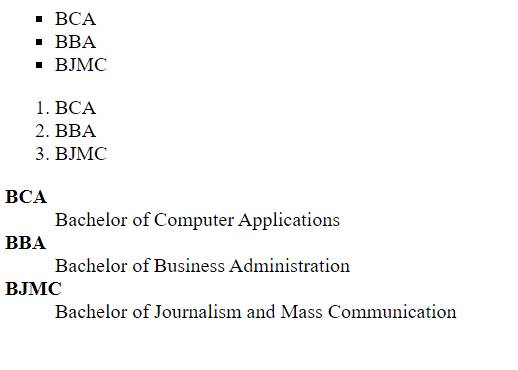 ▪ BCA
▪ BBA
▪ BJMC
1. BCA
2. BBA
3. BJMC
BCA
Bachelor of Computer Applications
BBA
Bachelor of Business Administration
BJMC
Bachelor of Journalism and Mass Communication